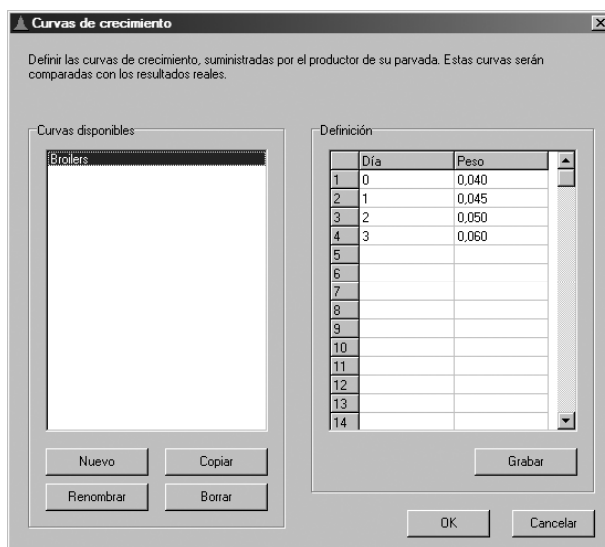 Curvas de crecimiento
Definir las curvas de crecimiento, suministradas por el productor de su parvada. Estas curvas serán
comparadas con los resultados reales.
Curvas disponibles
Broilers
Nuevo Copiar
Renombrar Borrar
Definición
Día Peso
1 0 0,040
2 1 0,045
3 2 0,050
4 3 0,060
5
6
7
8
9
10
11
12
13
14
Grabar
OK Cancelar